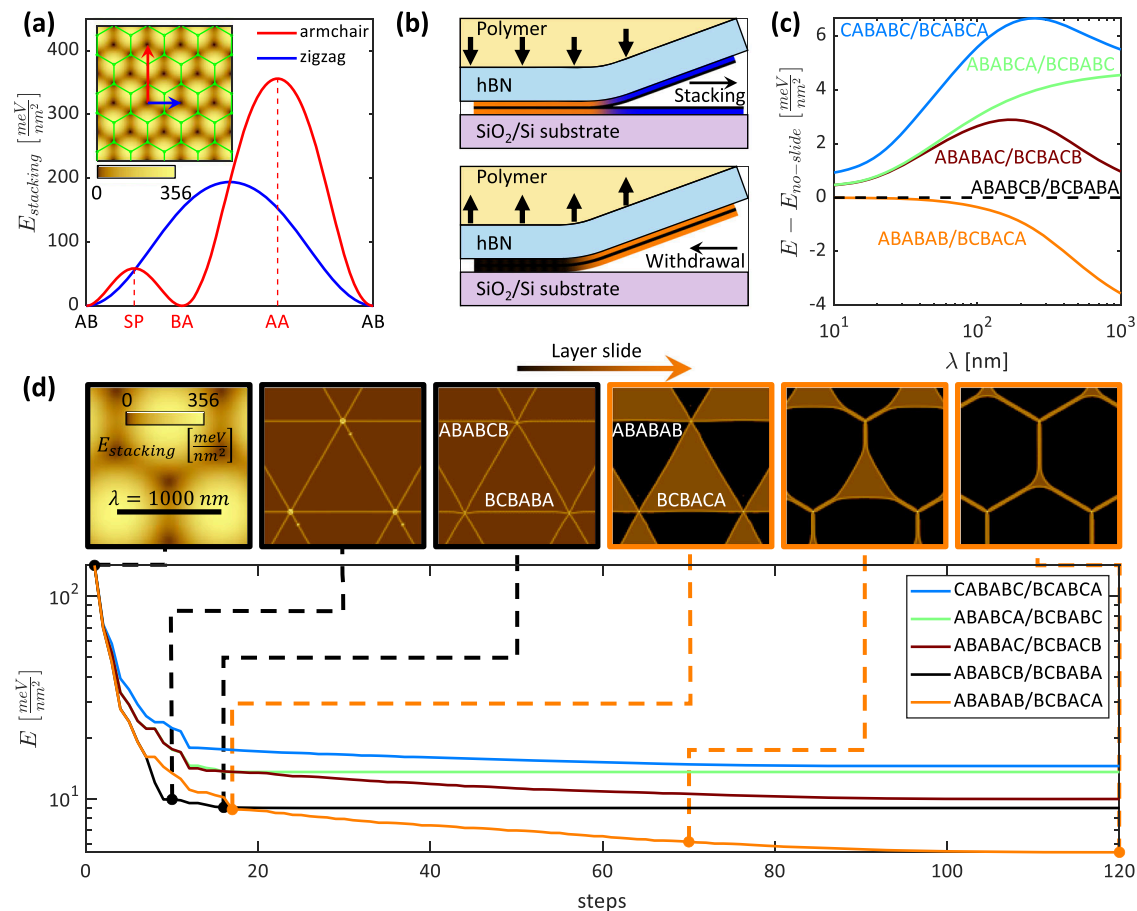 (a)
400
300
200
100
0
E_stacking [meV/nm²]
armchair
zigzag
0 356
AB SP BA AA AB
(b)
Polymer
hBN
Stacking
SiO₂/Si substrate
Polymer
hBN
Withdrawal
SiO₂/Si substrate
(c)
6
4
2
0
-2
-4
E − E_no−slide [meV/nm²]
CABABC/BCABCA
ABABCA/BCBABC
ABABAC/BCBACB
ABABCB/BCBABA
ABABAB/BCBACA
10¹ 10² 10³
λ [nm]
(d)
Layer slide
0 356
E_stacking [meV/nm²]
λ = 1000 nm
ABABCB
BCBABA
ABABAB
BCBACA
10²
10¹
E [meV/nm²]
CABABC/BCABCA
ABABCA/BCBABC
ABABAC/BCBACB
ABABCB/BCBABA
ABABAB/BCBACA
0 20 40 60 80 100 120
steps